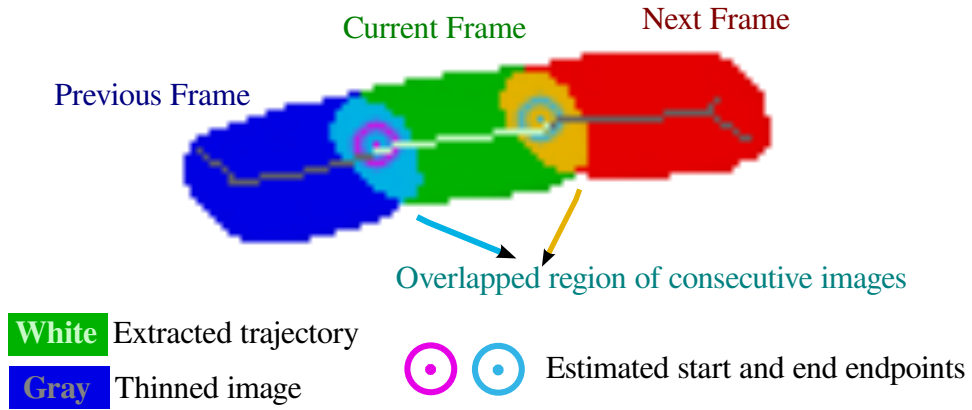 Next Frame
Current Frame
Previous Frame
Overlapped region of consecutive images
White Extracted trajectory
Gray Thinned image
Estimated start and end endpoints